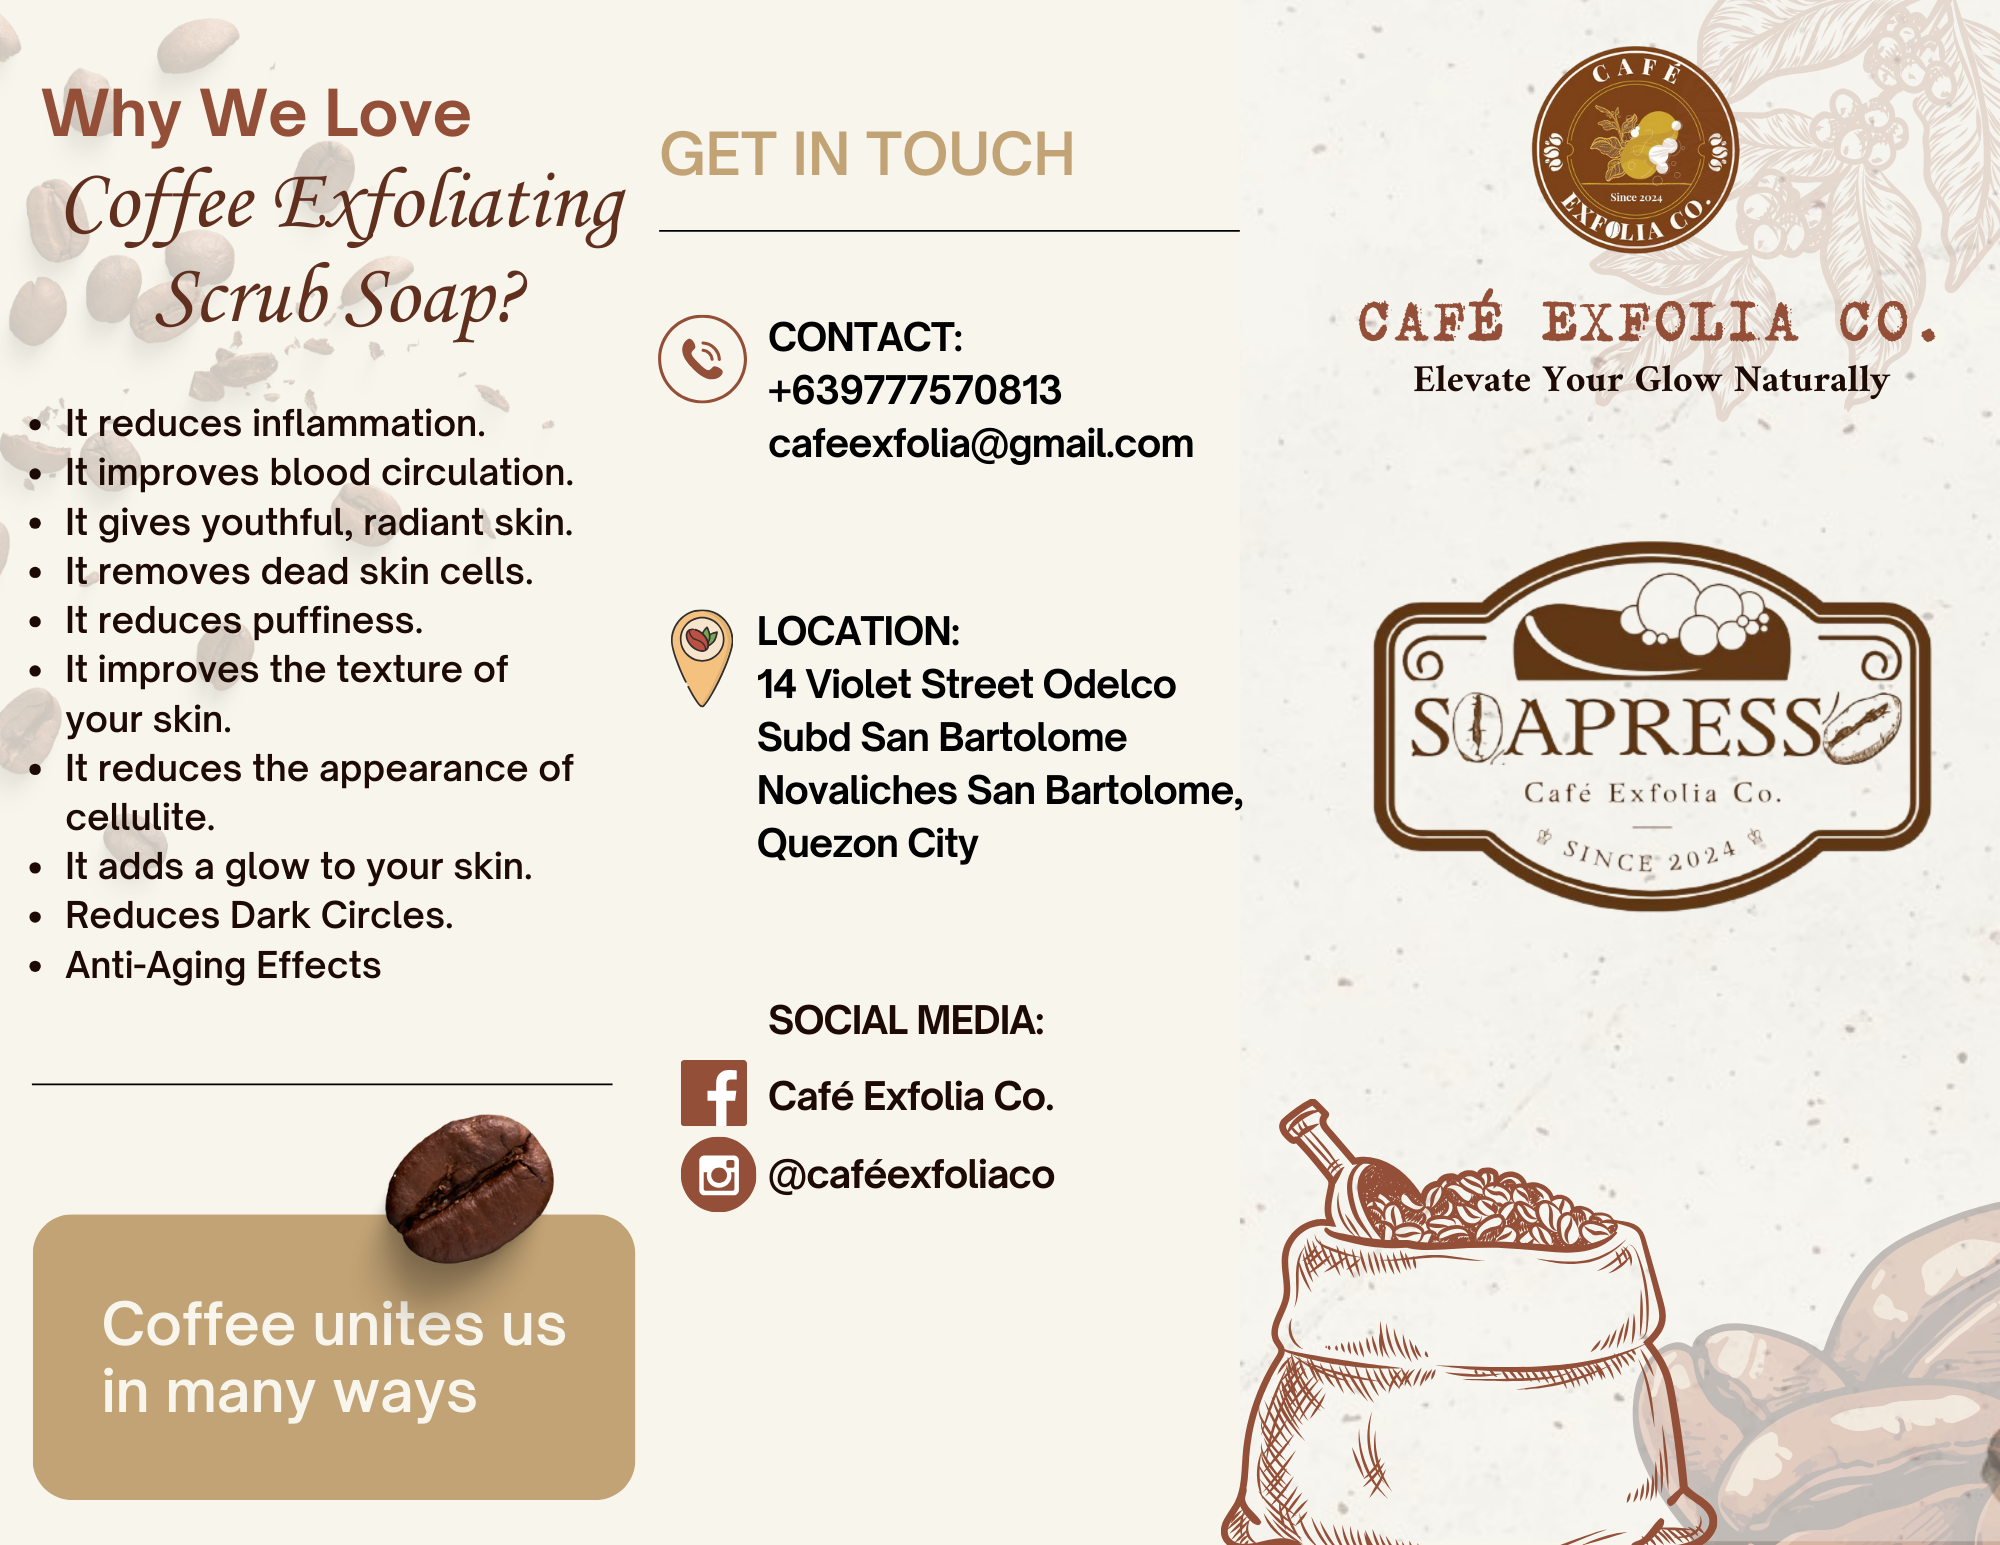 Why We Love
Coffee Exfoliating
Scrub Soap?
• It reduces inflammation.
• It improves blood circulation.
• It gives youthful, radiant skin.
• It removes dead skin cells.
• It reduces puffiness.
• It improves the texture of
your skin.
• It reduces the appearance of
cellulite.
• It adds a glow to your skin.
• Reduces Dark Circles.
• Anti-Aging Effects
Coffee unites us
in many ways
GET IN TOUCH
CONTACT:
+639777570813
cafeexfolia@gmail.com
LOCATION:
14 Violet Street Odelco
Subd San Bartolome
Novaliches San Bartolome,
Quezon City
SOCIAL MEDIA:
Café Exfolia Co.
@caféexfoliaco
CAFÉ
Since 2024
EXFOLIA CO.
CAFÉ EXFOLIA CO.
Elevate Your Glow Naturally
SOAPRESSO
Café Exfolia Co.
SINCE 2024